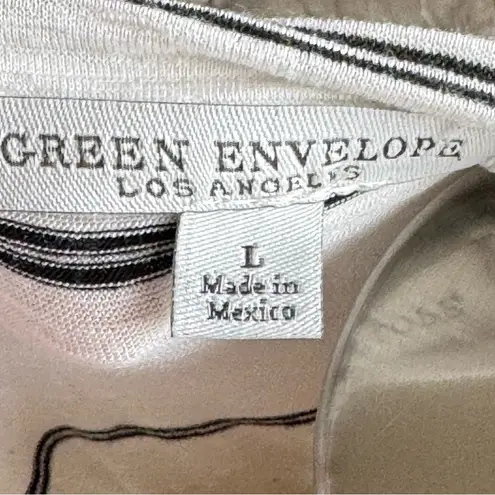 GREEN ENVELOPE
LOS ANGELES
L
Made in
Mexico